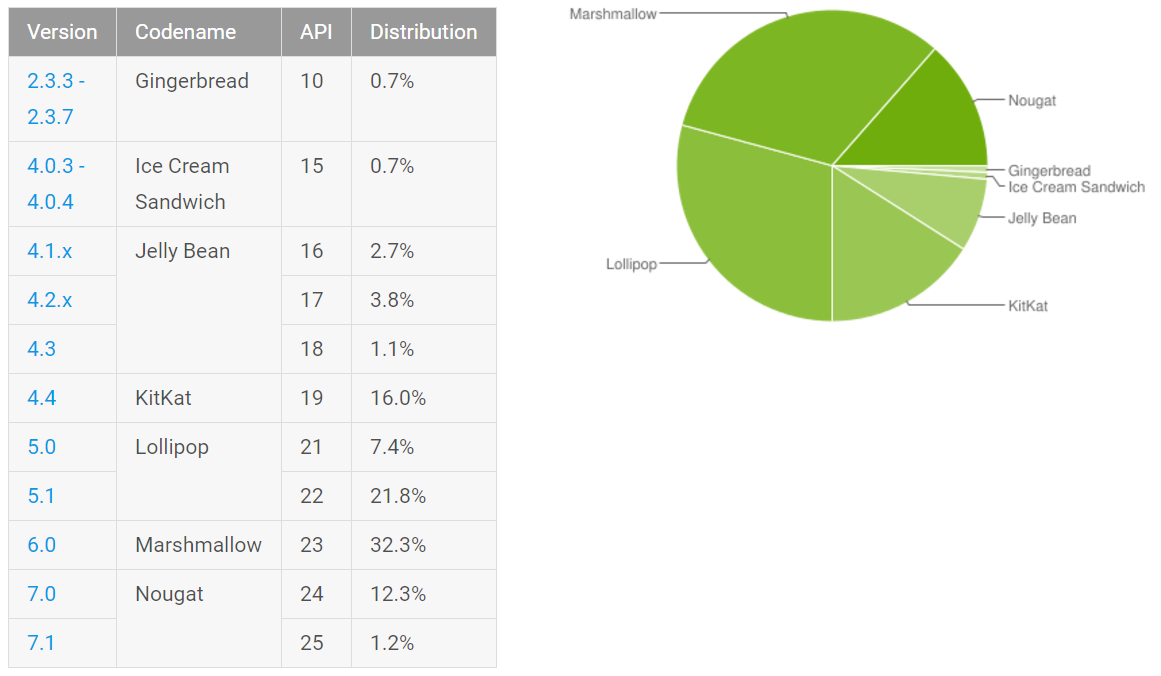 Version Codename API Distribution
2.3.3 - Gingerbread 10 0.7%
2.3.7
4.0.3 - Ice Cream 15 0.7%
4.0.4 Sandwich
4.1.x Jelly Bean 16 2.7%
4.2.x 17 3.8%
4.3 18 1.1%
4.4 KitKat 19 16.0%
5.0 Lollipop 21 7.4%
5.1 22 21.8%
6.0 Marshmallow 23 32.3%
7.0 Nougat 24 12.3%
7.1 25 1.2%
Marshmallow
Nougat
Gingerbread
Ice Cream Sandwich
Jelly Bean
Lollipop
KitKat